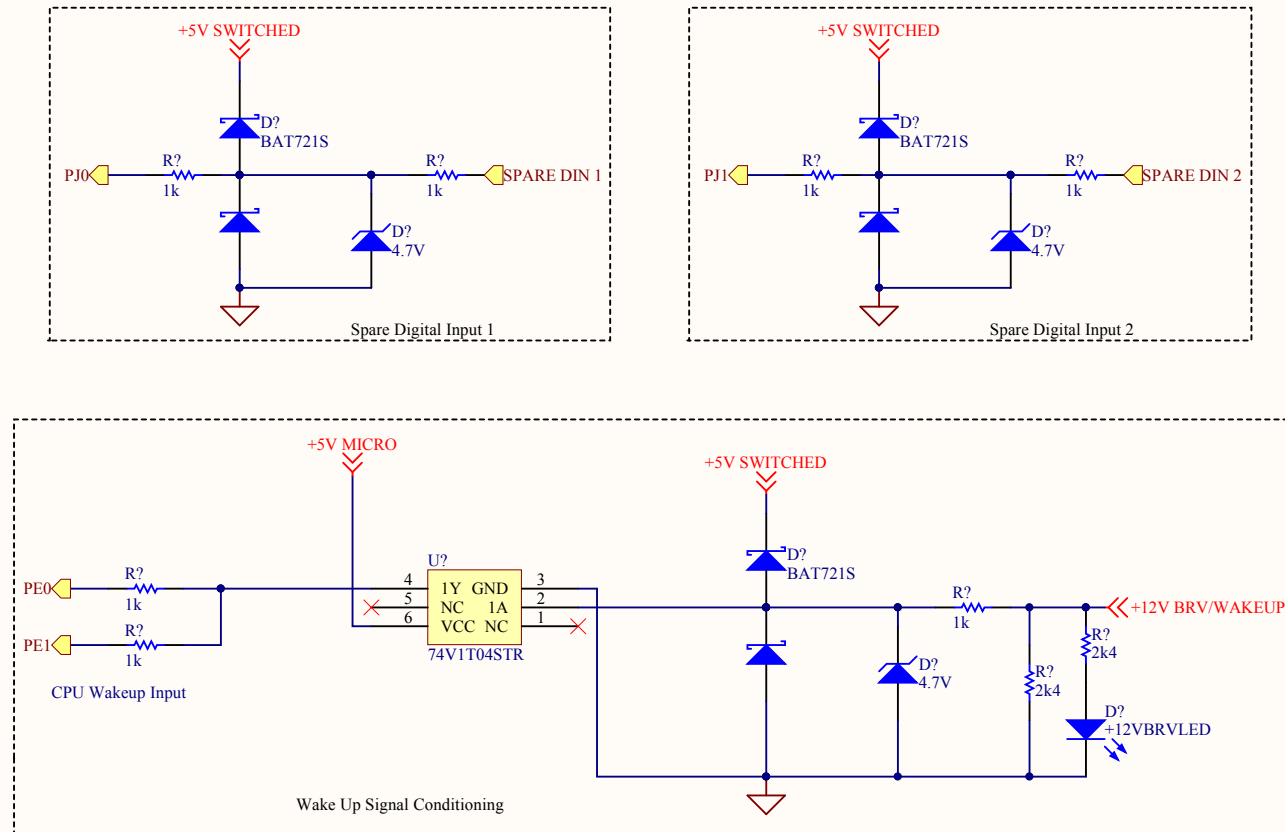 +5V SWITCHED
D?
BAT721S
PJ0
R?
1k
R?
1k
SPARE DIN 1
D?
4.7V
Spare Digital Input 1
+5V SWITCHED
D?
BAT721S
PJ1
R?
1k
R?
1k
SPARE DIN 2
D?
4.7V
Spare Digital Input 2
+5V MICRO
+5V SWITCHED
D?
BAT721S
U?
PE0
R?
1k
4 1Y GND 3
5 NC 1A 2
6 VCC NC 1
74V1T04STR
PE1
R?
1k
CPU Wakeup Input
R?
1k
+12V BRV/WAKEUP
R?
2k4
D?
4.7V
R?
2k4
D?
+12VBRVLED
Wake Up Signal Conditioning